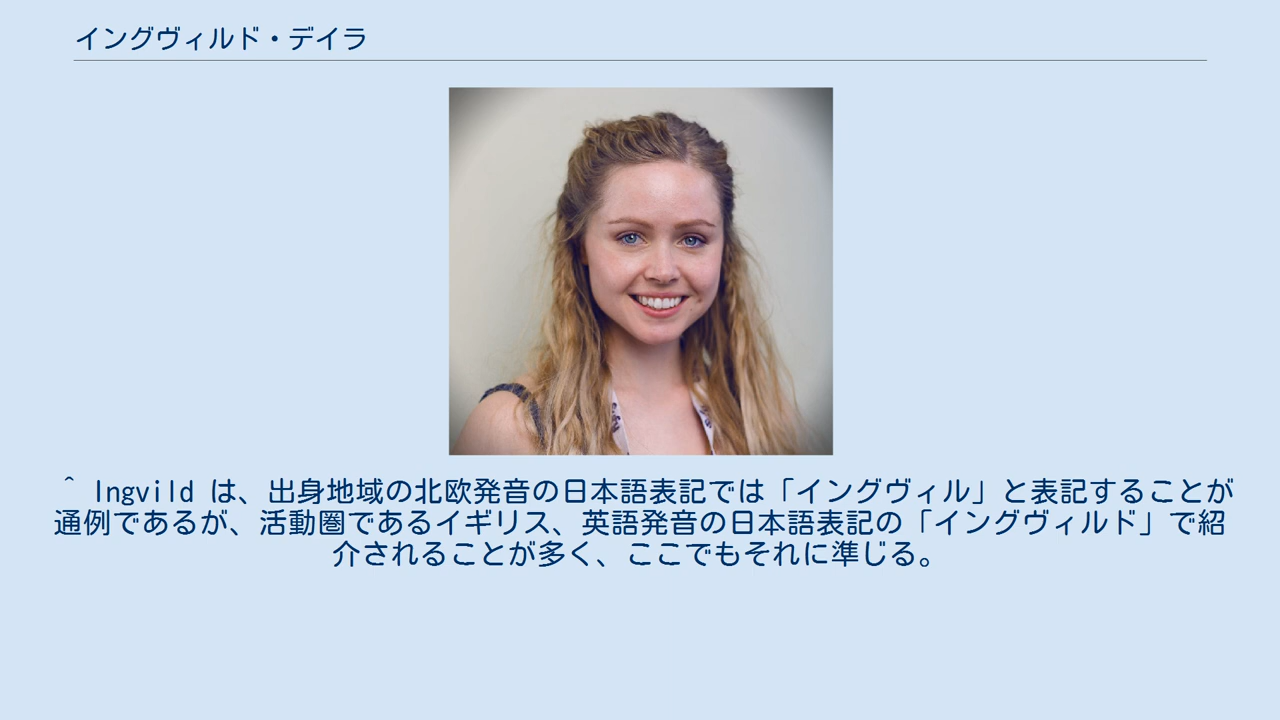 イングヴィルド・デイラ
^ Ingvild は、出身地域の北欧発音の日本語表記では「イングヴィル」と表記することが
通例であるが、活動圏であるイギリス、英語発音の日本語表記の「イングヴィルド」で紹
介されることが多く、ここでもそれに準じる。